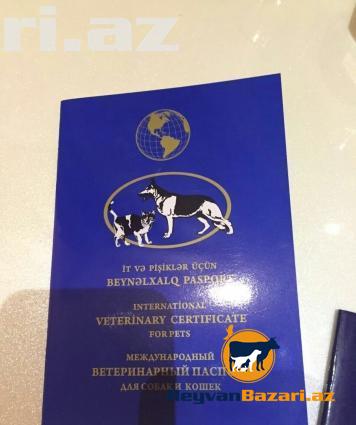 ri.az
İT VƏ PİŞİKLƏR ÜÇÜN
BEYNƏLXALQ PASPORT
INTERNATIONAL
VETERINARY CERTIFICATE
FOR PETS
МЕЖДУНАРОДНЫЙ
ВЕТЕРИНАРНЫЙ
ДЛЯ СОБАК И КОШЕК
HeyvanBazari.az